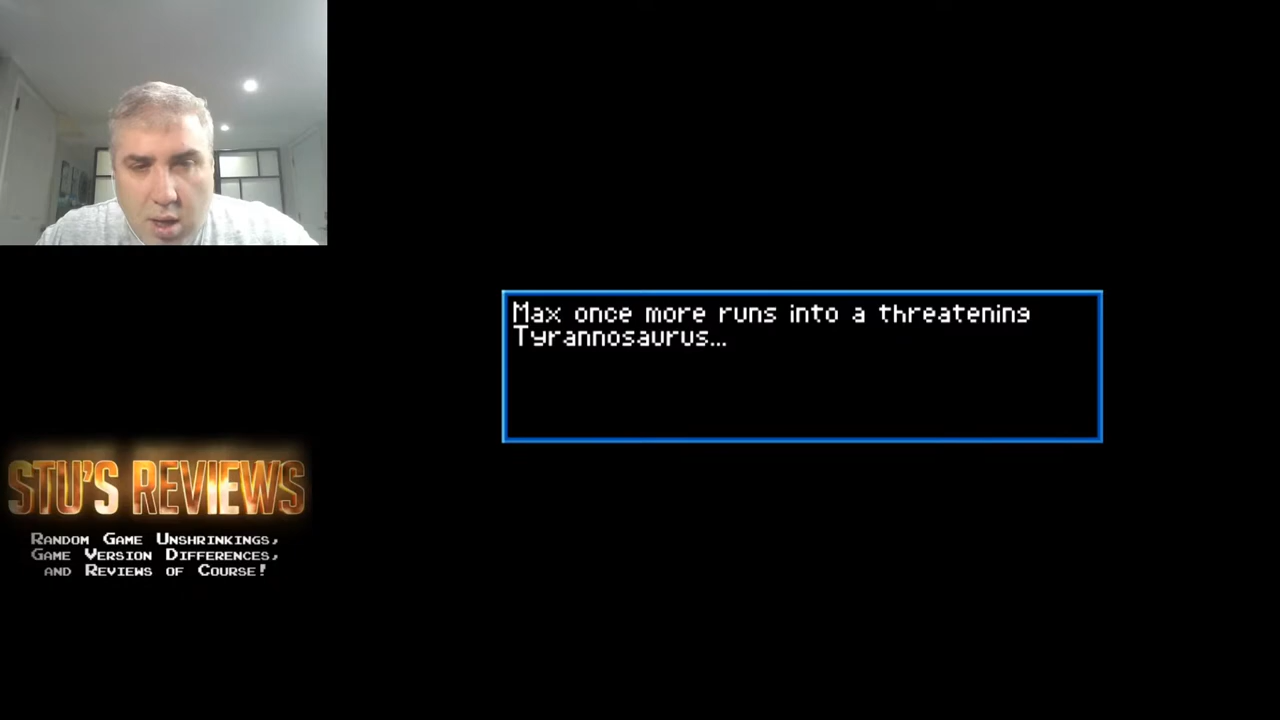 Max once more runs into a threatening
Tyrannosaurus...
STU'S REVIEWS
RANDOM GAME UNSHRINKINGS,
GAME VERSION DIFFERENCES,
AND REVIEWS OF COURSE!